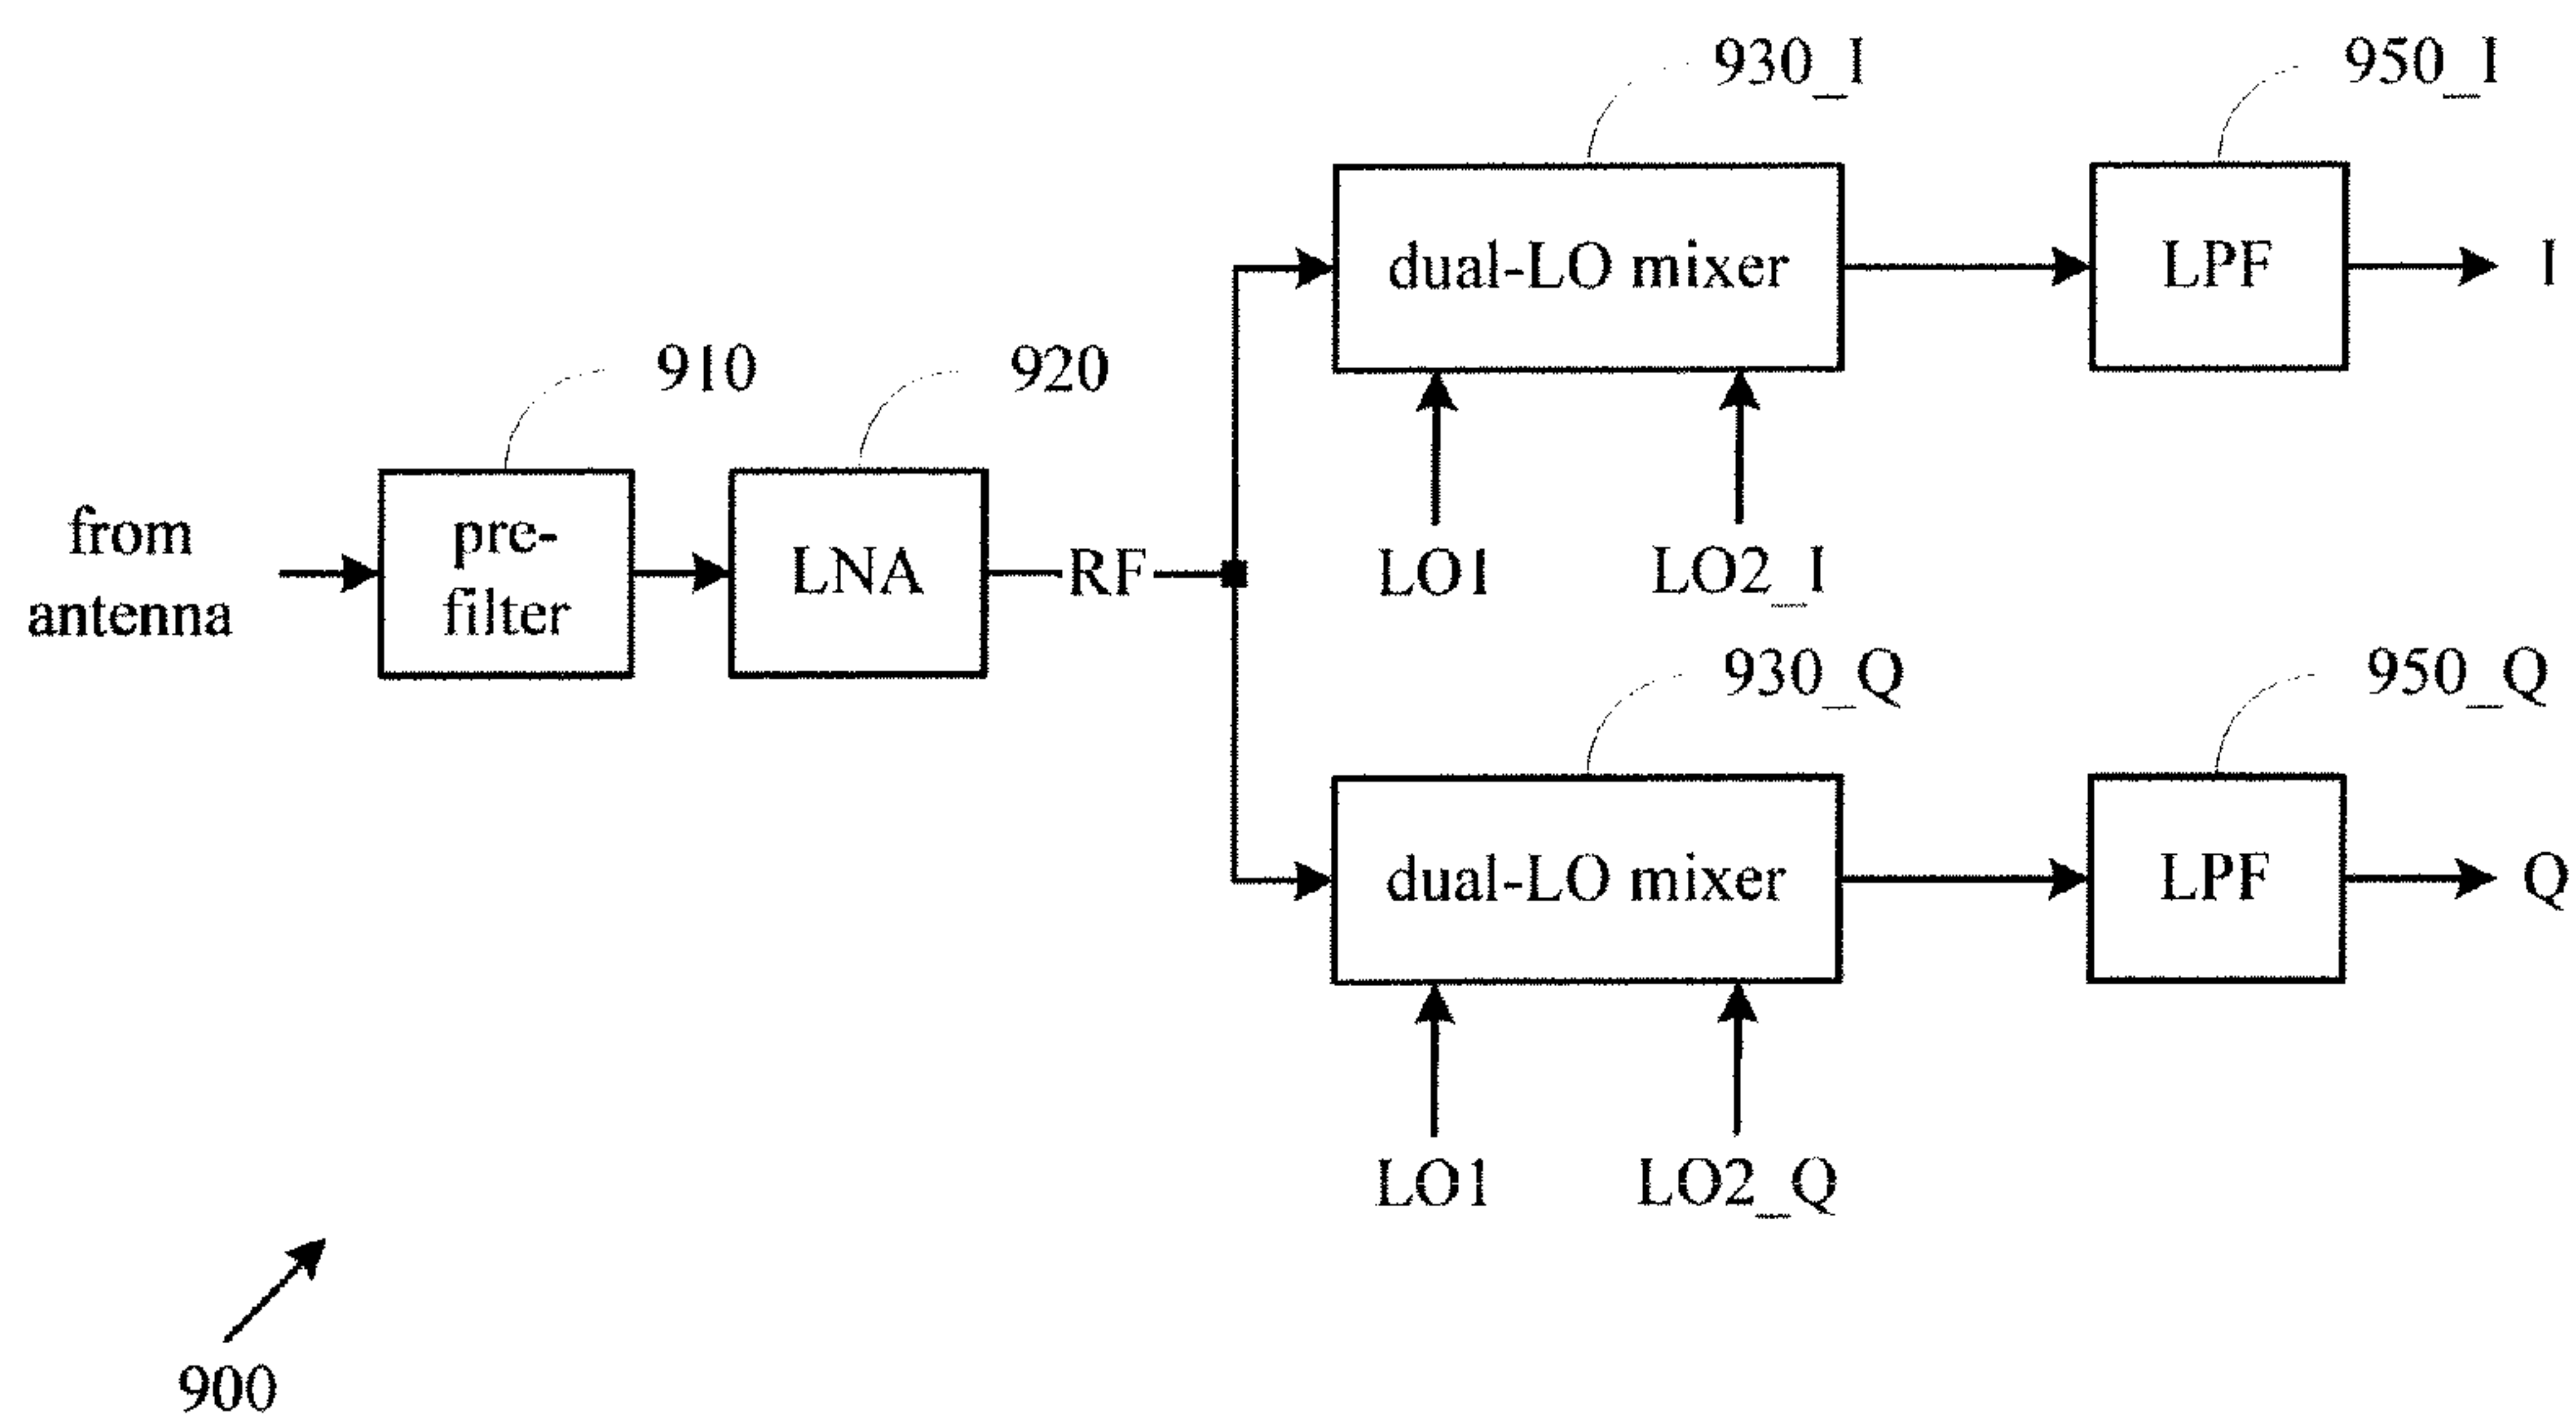 930_I
950_I
dual-LO mixer
LPF
I
910
920
from
antenna
pre-
filter
LNA
RF
LO1
LO2_I
930_Q
950_Q
dual-LO mixer
LPF
Q
LO1
LO2_Q
900